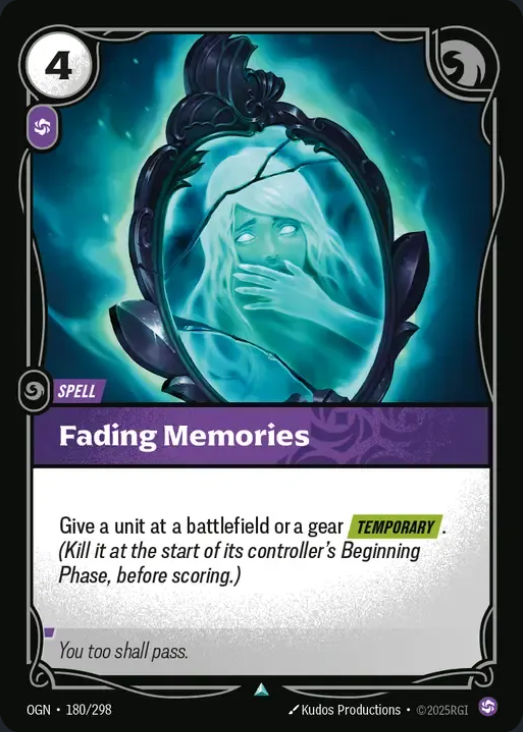 4
SPELL
Fading Memories
Give a unit at a battlefield or a gear TEMPORARY.
(Kill it at the start of its controller's Beginning
Phase, before scoring.)
You too shall pass.
OGN • 180/298
Kudos Productions • ©2025RGI